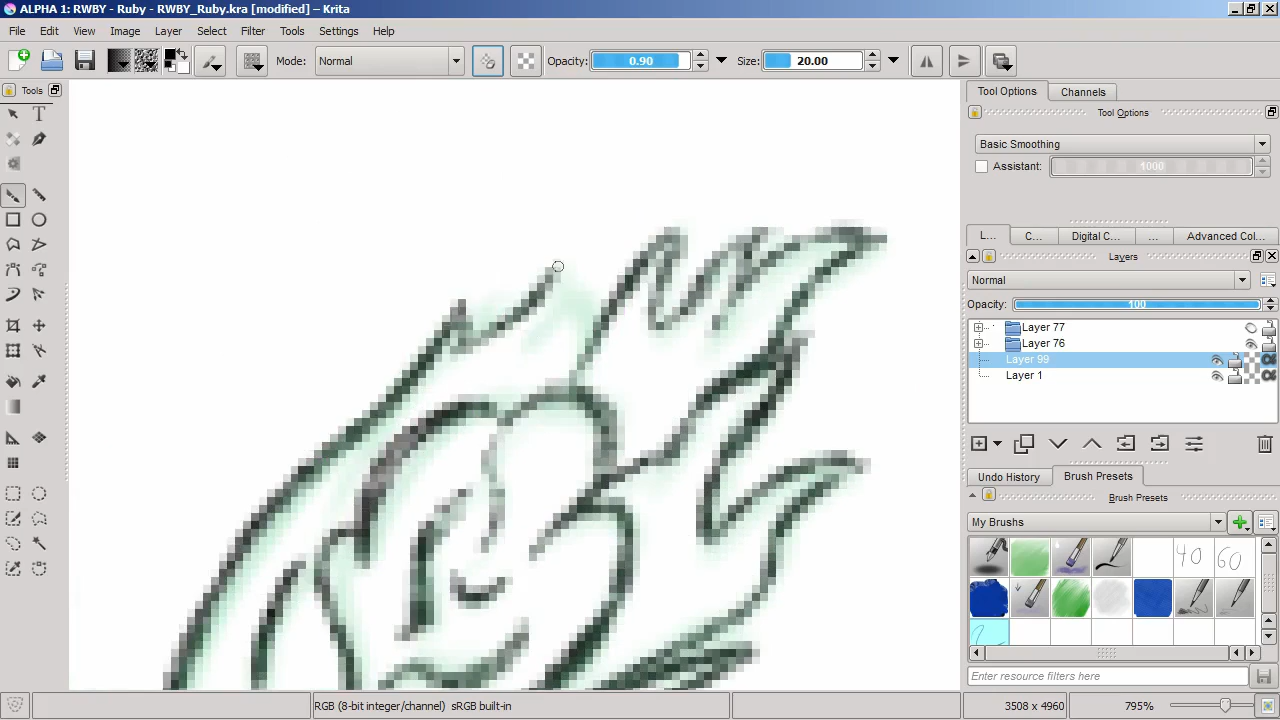 ALPHA 1: RWBY - Ruby - RWBY_Ruby.kra [modified] – Krita
File Edit View Image Layer Select Filter Tools Settings Help
Mode: Normal Opacity: 0.90 Size: 20.00
Tools
T
Tool Options Channels
Tool Options
Basic Smoothing
Assistant: 1000
L... C... Digital C... ... Advanced Col...
Layers
Normal
Opacity: 100
Layer 77
Layer 76
Layer 99
Layer 1
Undo History Brush Presets
Brush Presets
My Brushes
40 60
Enter resource filters here
RGB (8-bit integer/channel) sRGB built-in
3508 x 4960 795%